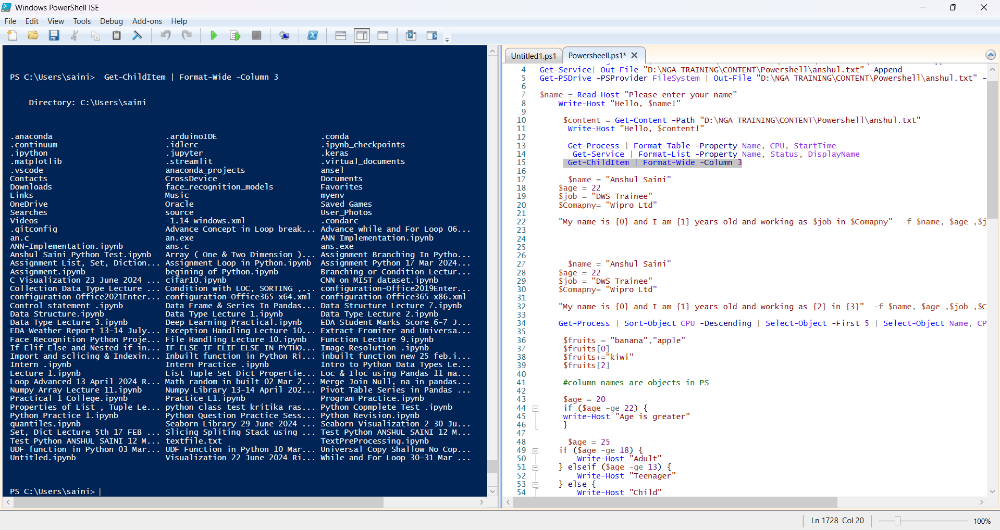 Windows PowerShell ISE
File Edit View Tools Debug Add-ons Help
PS C:\Users\saini>  Get-ChildItem | Format-Wide -Column 3
Directory: C:\Users\saini
.anaconda .arduinoIDE .conda
.continuum .idlerc .ipynb_checkpoints
.ipython .jupyter .keras
.matplotlib .streamlit .virtual_documents
.vscode anaconda_projects ansel
Contacts CrossDevice Documents
Downloads face_recognition_models Favorites
Links Music myenv
OneDrive Oracle Saved Games
Searches source User_Photos
Videos -1.14-windows.xml .condarc
.gitconfig Advance Concept in Loop break... Advance while and For Loop 06...
an.c an.exe ANN Implementation.ipynb
ANN-Implementation.ipynb ans.c ans.exe
Anshul Saini Python Test.ipynb Array ( One & Two Dimension )... Assignment Branching In Pytho...
Assignment List, Set, Diction... Assignment Loop in Python.ipynb Assignment Python 17 Mar 2024...
Assignment.ipynb begining of Python.ipynb Branching or Condition Lectur...
C Visualization 23 June 2024 ... cifar10.ipynb CNN on MIST dataset.ipynb
Collection Data Type Lecture ... Condition with LOC, SORTING ,... configuration-Office2019Enter...
configuration-Office2021Enter... configuration-Office365-x64.xml configuration-Office365-x86.xml
Control statement .ipynb Data Frame & Series In Pandas... Data Structure Lecture 7.ipynb
Data Structure.ipynb Data Type Lecture 1.ipynb Data Type Lecture 2.ipynb
Data Type Lecture 3.ipynb Deep Learning Practical.ipynb EDA Student Marks Score 6-7 J...
EDA Weather Report 13-14 July... Exception Handling Lecture 10... Extract Fromiter and Universa...
Face Recognition Python Proje... File Handling Lecture 10.ipynb Function Lecture 9.ipynb
If Elif Else and Nested if in... IF ELSE IF ELIF ELSE IN PYTHO... Image Resolution .ipynb
Import and sclicing & Indexin... Inbuilt function in Python Ri... inbuilt function new 25 feb.i...
Intern .ipynb Intern Practice .ipynb Intro to Python Data Types Le...
Lecture 1.ipynb List Tuple Set Dict Propertie... Loc & Iloc using Pandas 11 ma...
Loop Advanced 13 April 2024 R... Math random in built 02 Mar 2... Merge Join Null, na in pandas...
Numpy Array Lecture 11.ipynb Numpy Library 13-14 April 202... Pivot Table Series in Pandas ...
Practical 1 College.ipynb Practice L1.ipynb Program Practice.ipynb
Properties of List , Tuple Le... python class test kritika ras... Python Copmplete Test .ipynb
Python Practice 1.ipynb Python Question Practice Sess... Python Revision.ipynb
quantiles.ipynb Seaborn Library 29 June 2024 ... Seaborn Visualization 2 30 Ju...
Set, Dict Lecture 5th 17 FEB ... Slicing Spliting Stack using ... Test Python ANSHUL SAINI 12 M...
Test Python ANSHUL SAINI 12 M... textfile.txt TextPreProcessing.ipynb
UDF function in Python 03 Mar... UDF Function in Python 10 Mar... Universal Copy Shallow No Cop...
Untitled.ipynb Visualization 22 June 2024 Ri... While and For Loop 30-31 Mar ...
PS C:\Users\saini>
Untitled1.ps1 Powersheell.ps1*
4 Get-Service| Out-File "D:\NGA TRAINING\CONTENT\Powershell\anshul.txt" -Append
5 Get-PSDrive -PSProvider FileSystem | Out-File "D:\NGA TRAINING\CONTENT\Powershell\anshul.txt" -
6
7 $name = Read-Host "Please enter your name"
8 Write-Host "Hello, $name!"
9
10 $content = Get-Content -Path "D:\NGA TRAINING\CONTENT\Powershell\anshul.txt"
11 Write-Host "Hello, $content!"
12
13 Get-Process | Format-Table -Property Name, CPU, StartTime
14 Get-Service | Format-List -Property Name, Status, DisplayName
15 Get-ChildItem | Format-Wide -Column 3
16
17 $name = "Anshul Saini"
18 $age = 22
19 $job = "DWS Trainee"
20 $Comapny= "Wipro Ltd"
21
22 "My name is {0} and I am {1} years old and working as $job in $Comapny"  -f $name, $age ,$j
23
24
25
26
27 $name = "Anshul Saini"
28 $age = 22
29 $job = "DWS Trainee"
30 $Comapny= "Wipro Ltd"
31
32 "My name is {0} and I am {1} years old and working as {2} in {3}"  -f $name, $age ,$job ,$C
33
34 Get-Process | Sort-Object CPU -Descending | Select-Object -First 5 | Select-Object Name, CP
35
36 $fruits = "banana","apple"
37 $fruits[0]
38 $fruits+="kiwi"
39 $fruits[2]
40
41 #column names are objects in PS
42
43 $age = 20
44 if ($age -ge 22) {
45 write-Host "Age is greater"
46 }
47
48 $age = 25
49 if ($age -ge 18) {
50 Write-Host "Adult"
51 } elseif ($age -ge 13) {
52 Write-Host "Teenager"
53 } else {
54 Write-Host "Child"
Ln 1728 Col 20 100%